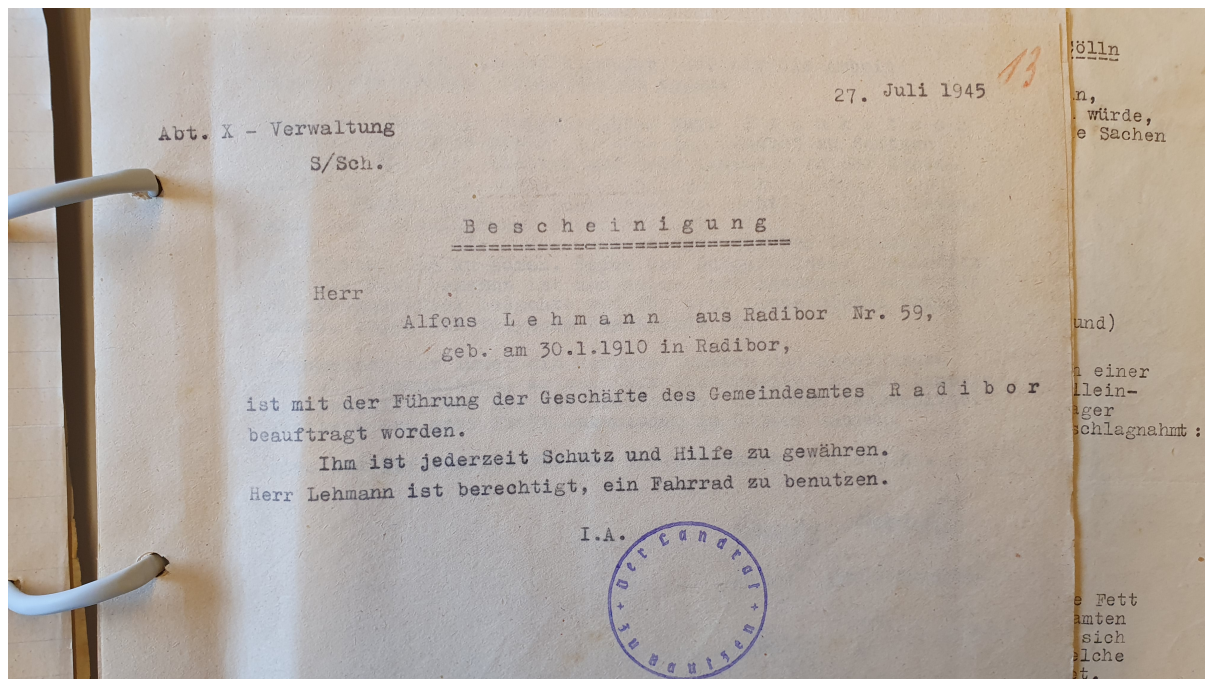 13
27. Juli 1945
Abt. X - Verwaltung
S/Sch.
B e s c h e i n i g u n g
============================
Herr
Alfons L e h m a n n aus Radibor Nr. 59,
geb. am 30.1.1910 in Radibor,
ist mit der Führung der Geschäfte des Gemeindeamtes R a d i b o r
beauftragt worden.
Ihm ist jederzeit Schutz und Hilfe zu gewähren.
Herr Lehmann ist berechtigt, ein Fahrrad zu benutzen.
I.A.
Der Landrat
Bautzen
ölln
n,
würde,
e Sachen
und)
einer
llein-
ager
schlagnahmt:
e Fett
amten
sich
elche